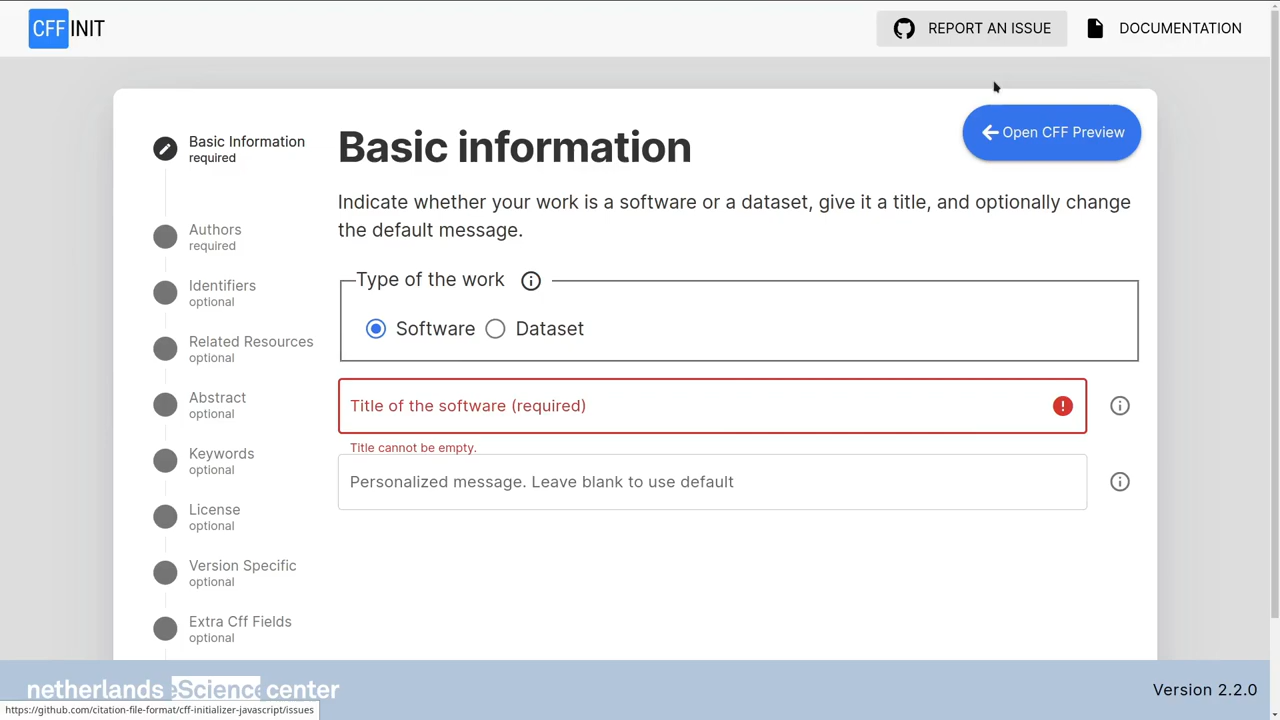 CFF INIT
REPORT AN ISSUE
DOCUMENTATION
Basic Information
required
Authors
required
Identifiers
optional
Related Resources
optional
Abstract
optional
Keywords
optional
License
optional
Version Specific
optional
Extra Cff Fields
optional
Basic information
Open CFF Preview
Indicate whether your work is a software or a dataset, give it a title, and optionally change
the default message.
Type of the work
Software Dataset
Title of the software (required)
Title cannot be empty.
Personalized message. Leave blank to use default
netherlands eScience center
Version 2.2.0
https://github.com/citation-file-format/cff-initializer-javascript/issues